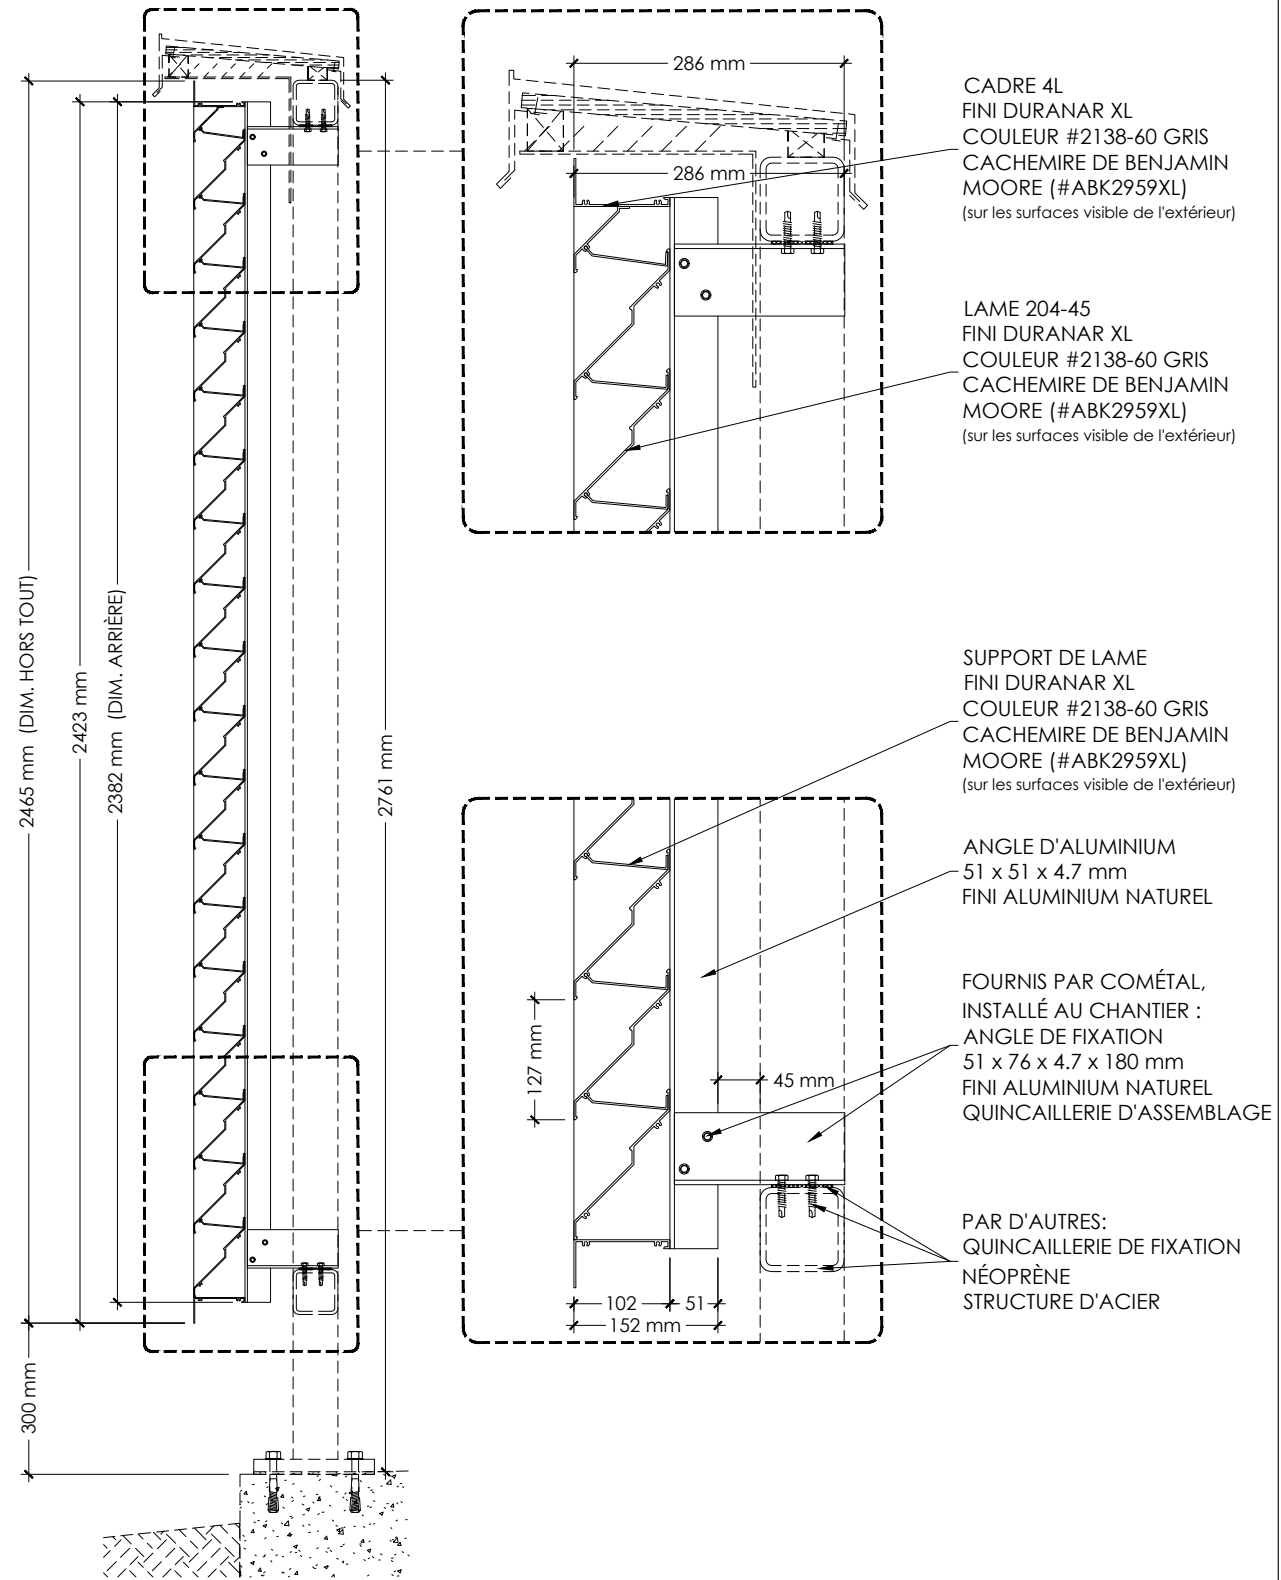 286 mm
286 mm
CADRE 4L
FINI DURANAR XL
COULEUR #2138-60 GRIS
CACHEMIRE DE BENJAMIN
MOORE (#ABK2959XL)
(sur les surfaces visible de l'extérieur)
LAME 204-45
FINI DURANAR XL
COULEUR #2138-60 GRIS
CACHEMIRE DE BENJAMIN
MOORE (#ABK2959XL)
(sur les surfaces visible de l'extérieur)
2465 mm (DIM. HORS TOUT)
2423 mm
2382 mm (DIM. ARRIÈRE)
2761 mm
300 mm
SUPPORT DE LAME
FINI DURANAR XL
COULEUR #2138-60 GRIS
CACHEMIRE DE BENJAMIN
MOORE (#ABK2959XL)
(sur les surfaces visible de l'extérieur)
ANGLE D'ALUMINIUM
51 x 51 x 4.7 mm
FINI ALUMINIUM NATUREL
127 mm
45 mm
FOURNIS PAR COMÉTAL,
INSTALLÉ AU CHANTIER :
ANGLE DE FIXATION
51 x 76 x 4.7 x 180 mm
FINI ALUMINIUM NATUREL
QUINCAILLERIE D'ASSEMBLAGE
PAR D'AUTRES:
QUINCAILLERIE DE FIXATION
NÉOPRÈNE
STRUCTURE D'ACIER
102
51
152 mm